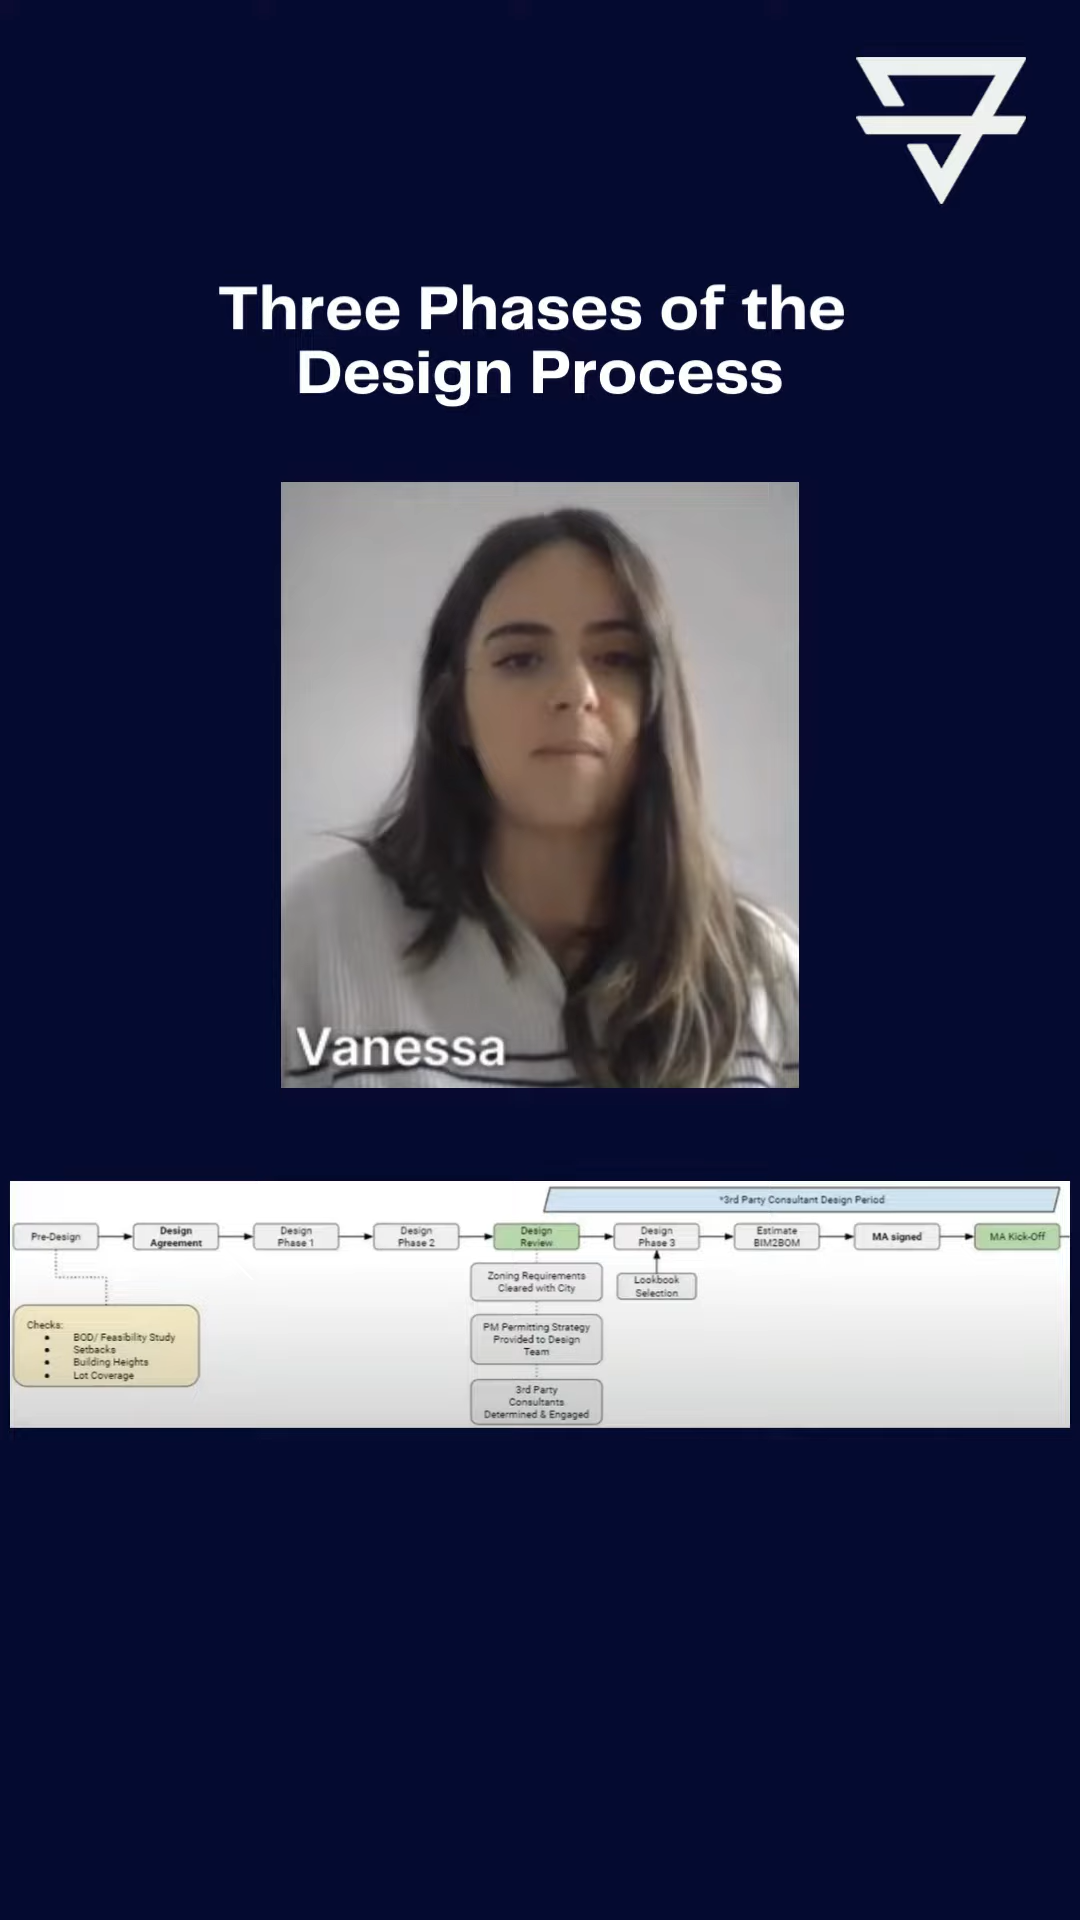 Three Phases of the
Design Process
Vanessa
*3rd Party Consultant Design Period
Pre-Design
Design
Agreement
Design
Phase 1
Design
Phase 2
Design
Review
Design
Phase 3
Estimate
BIM2BOM
MA signed
MA Kick-Off
Zoning Requirements
Cleared with City
Lookbook
Selection
PM Permitting Strategy
Provided to Design
Team
3rd Party
Consultants
Determined & Engaged
Checks:
• BOD/ Feasibility Study
• Setbacks
• Building Heights
• Lot Coverage